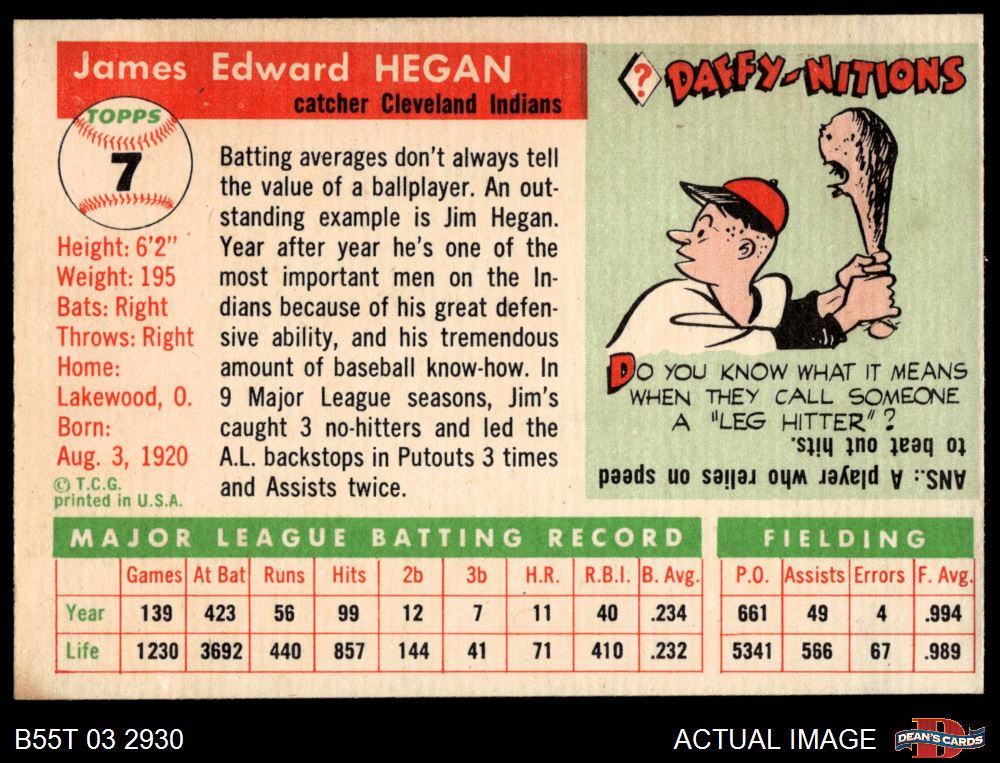 James Edward HEGAN
catcher Cleveland Indians
TOPPS
7
Height: 6'2"
Weight: 195
Bats: Right
Throws: Right
Home:
Lakewood, O.
Born:
Aug. 3, 1920
© T.C.G.
printed in U.S.A.
Batting averages don't always tell
the value of a ballplayer. An out-
standing example is Jim Hegan.
Year after year he's one of the
most important men on the In-
dians because of his great defen-
sive ability, and his tremendous
amount of baseball know-how. In
9 Major League seasons, Jim's
caught 3 no-hitters and led the
A.L. backstops in Putouts 3 times
and Assists twice.
? DAFFY-NITIONS
DO YOU KNOW WHAT IT MEANS
WHEN THEY CALL SOMEONE
A "LEG HITTER"?
ANS.: A player who relies on speed
to beat out hits.
MAJOR LEAGUE BATTING RECORD
Games At Bat Runs Hits 2b 3b H.R. R.B.I. B. Avg.
Year 139 423 56 99 12 7 11 40 .234
Life 1230 3692 440 857 144 41 71 410 .232
FIELDING
P.O. Assists Errors F. Avg.
661 49 4 .994
5341 566 67 .989
B55T 03 2930
ACTUAL IMAGE
DEAN'S CARDS